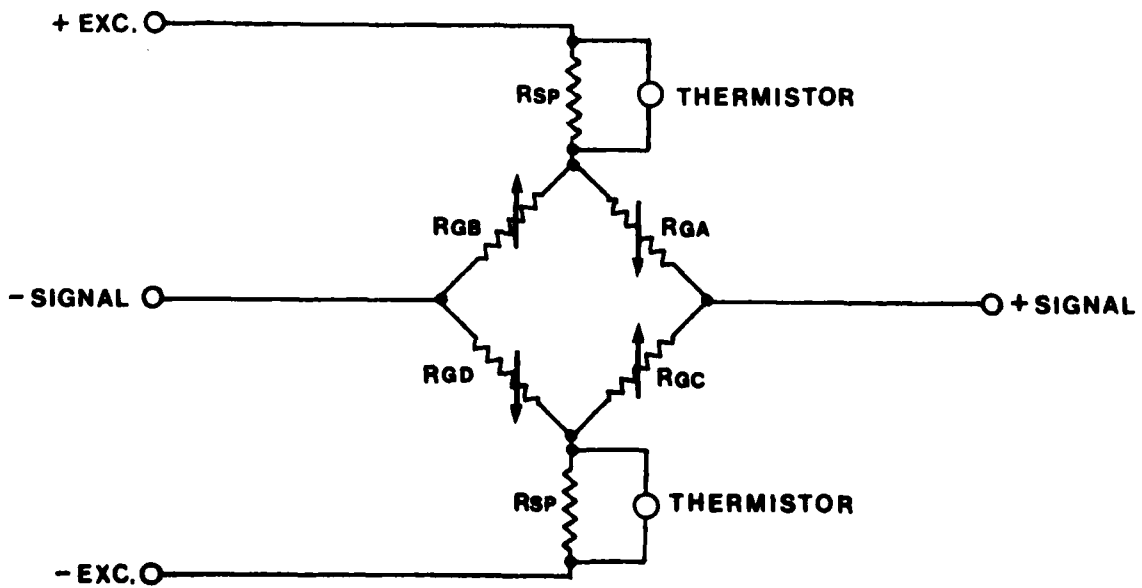 + EXC.
RSP
THERMISTOR
RGB
RGA
- SIGNAL
+ SIGNAL
RGD
RGC
RSP
THERMISTOR
- EXC.